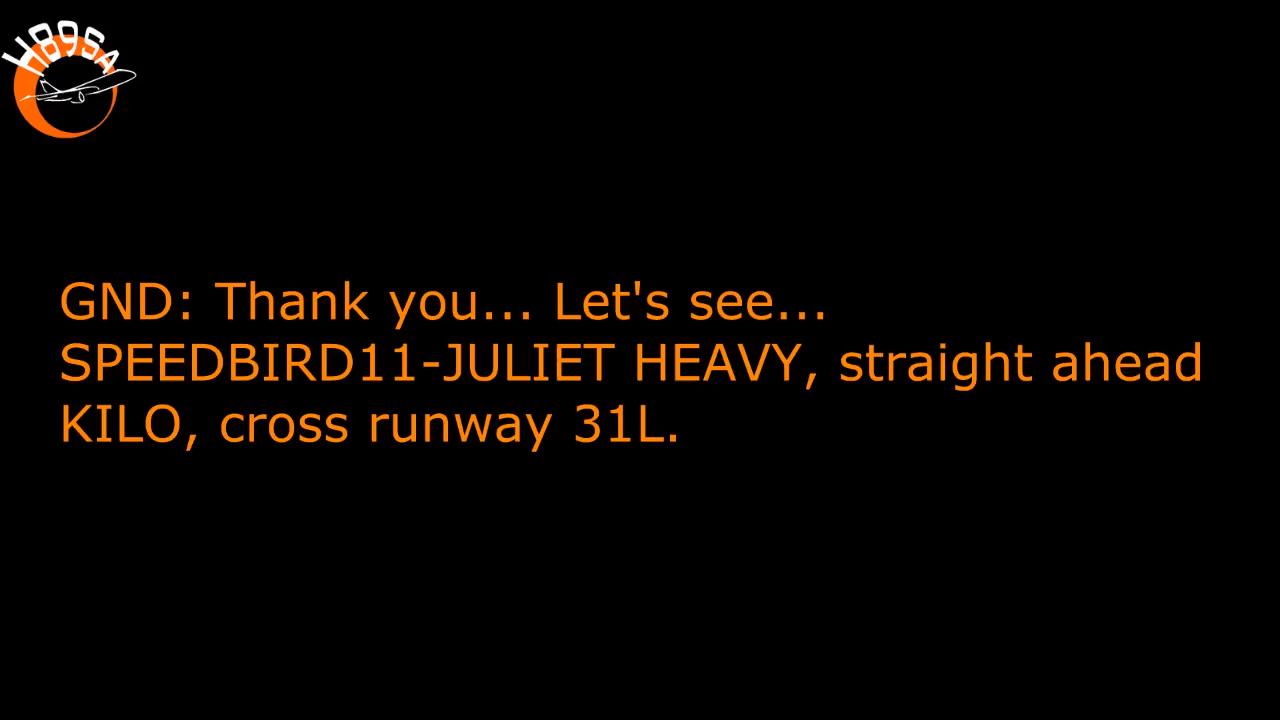 H89SA
GND: Thank you... Let's see...
SPEEDBIRD11-JULIET HEAVY, straight ahead
KILO, cross runway 31L.